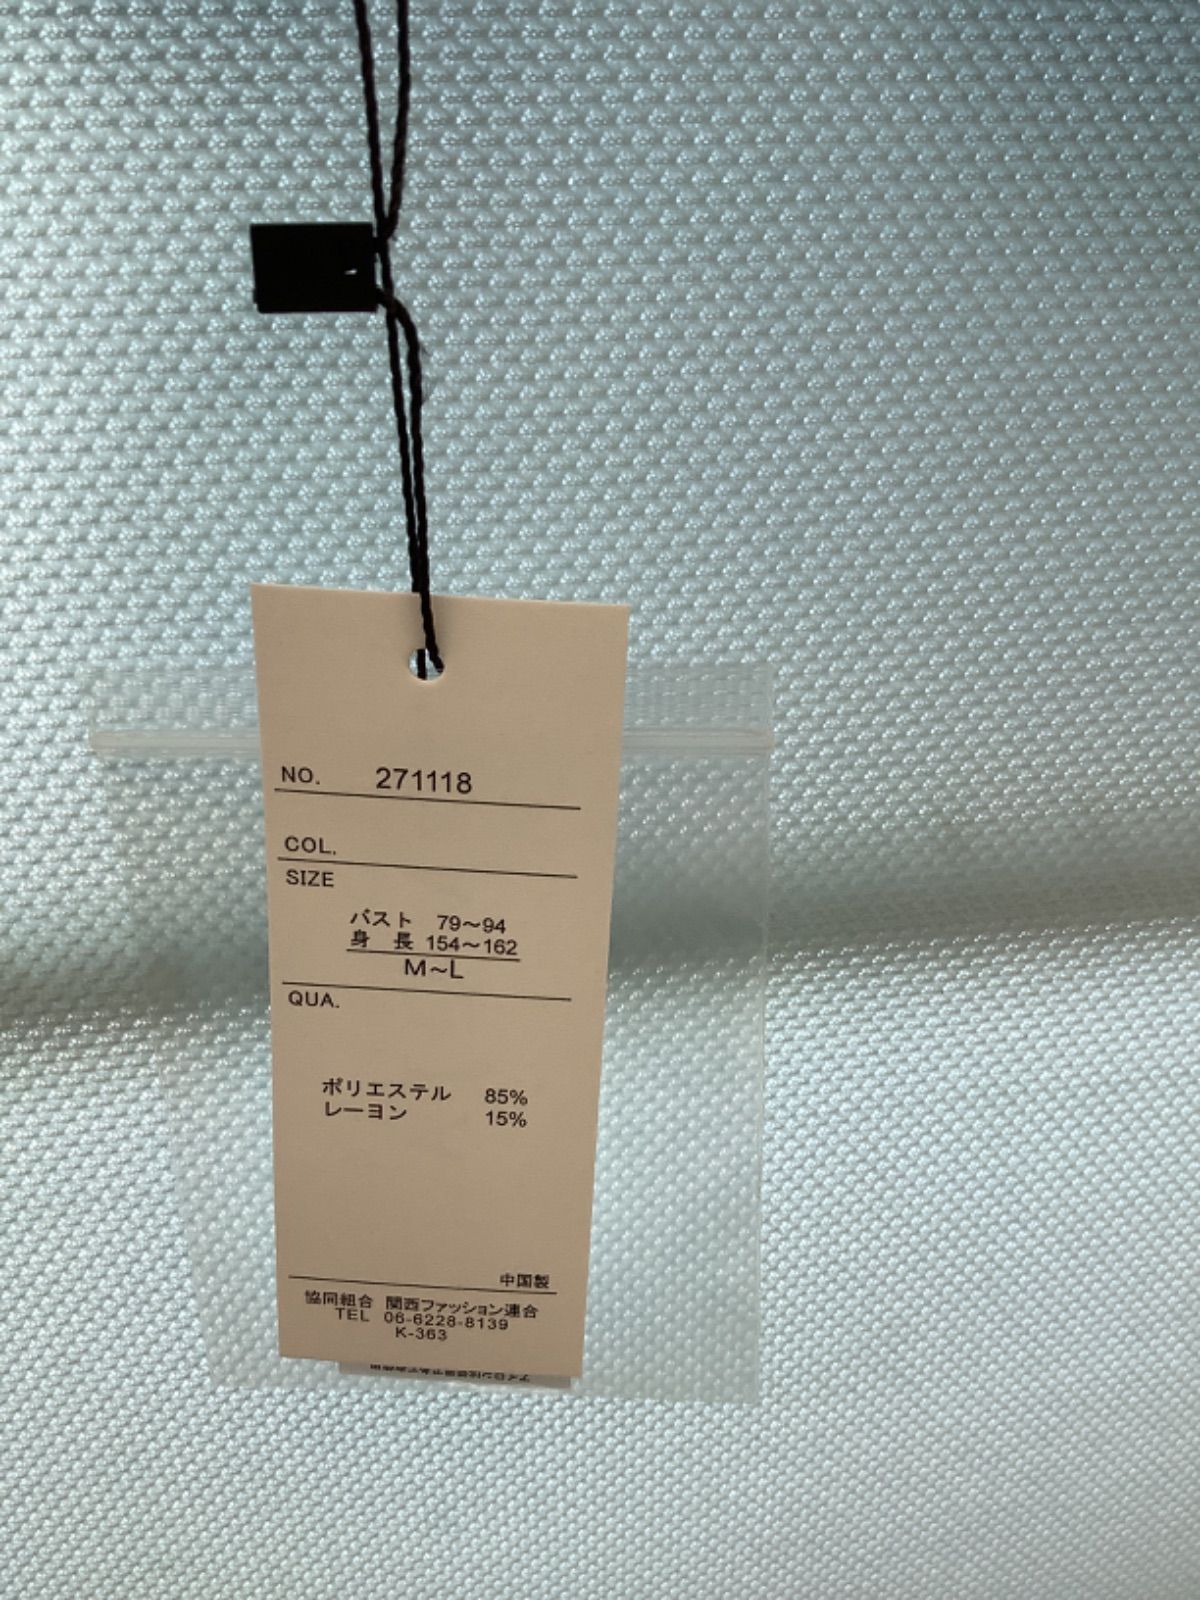 NO. 271118
COL.
SIZE
バスト 79～94
身 長 154～162
M～L
QUA.
ポリエステル 85%
レーヨン 15%
中国製
協同組合 関西ファッション連合
TEL 06-6228-8139
K-363